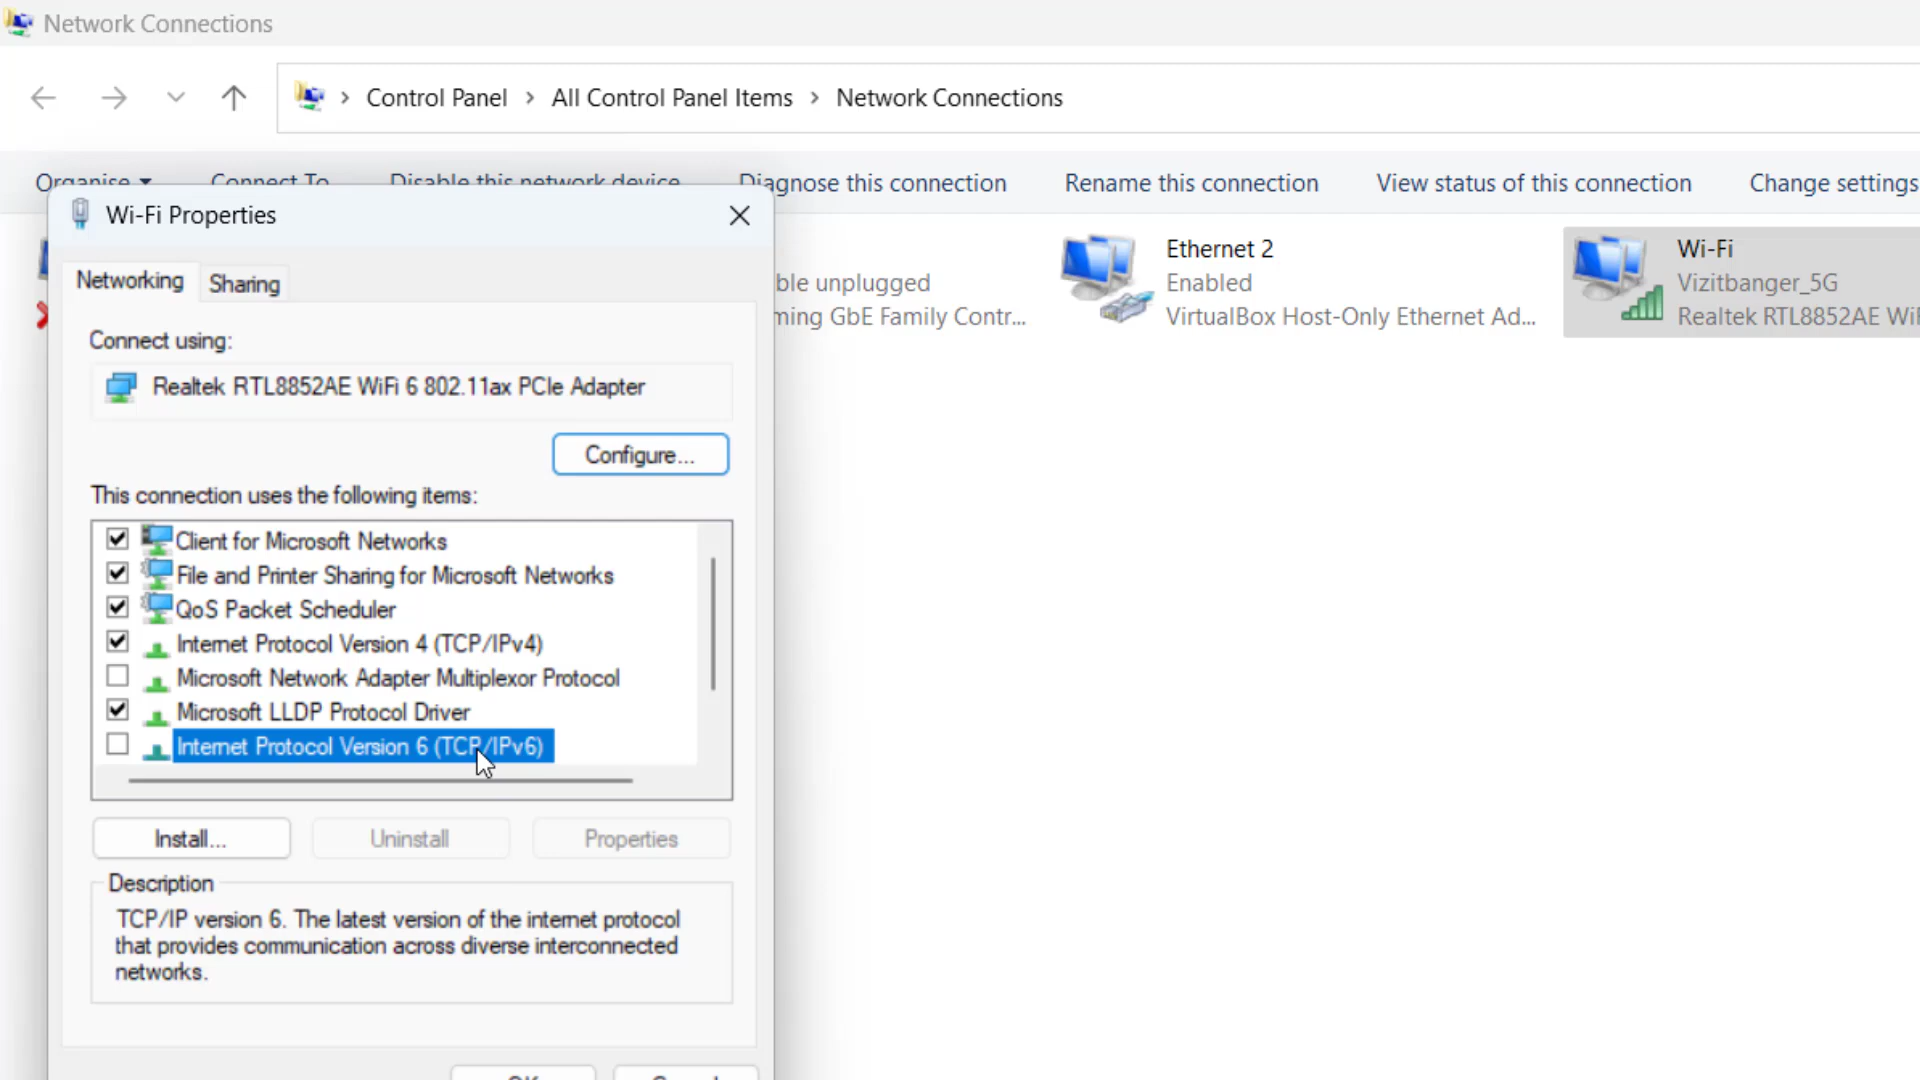 Network Connections
Control Panel > All Control Panel Items > Network Connections
Organise Connect To Disable this network device Diagnose this connection Rename this connection View status of this connection Change settings
Wi-Fi Properties
Networking Sharing
Connect using:
Realtek RTL8852AE WiFi 6 802.11ax PCIe Adapter
Configure...
This connection uses the following items:
Client for Microsoft Networks
File and Printer Sharing for Microsoft Networks
QoS Packet Scheduler
Internet Protocol Version 4 (TCP/IPv4)
Microsoft Network Adapter Multiplexor Protocol
Microsoft LLDP Protocol Driver
Internet Protocol Version 6 (TCP/IPv6)
Install... Uninstall Properties
Description
TCP/IP version 6. The latest version of the internet protocol
that provides communication across diverse interconnected
networks.
ble unplugged
ming GbE Family Contr...
Ethernet 2
Enabled
VirtualBox Host-Only Ethernet Ad...
Wi-Fi
Vizitbanger_5G
Realtek RTL8852AE WiF